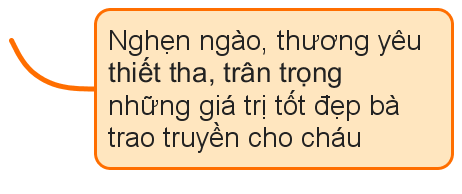 Nghẹn ngào, thương yêu
thiết tha, trân trọng
những giá trị tốt đẹp bà
trao truyền cho cháu